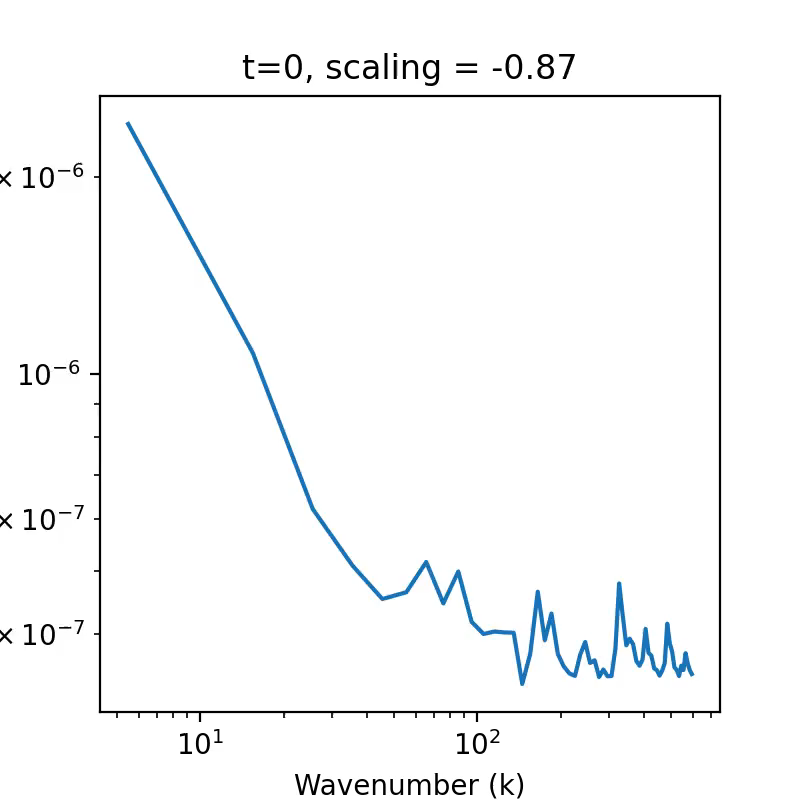 t=0, scaling = -0.87
× 10⁻⁶
10⁻⁶
× 10⁻⁷
× 10⁻⁷
10¹ 10²
Wavenumber (k)